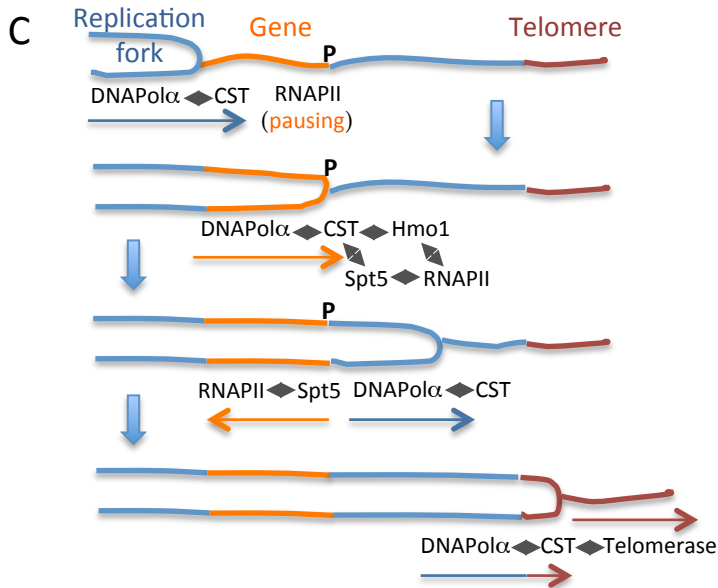 C
Replication
fork
Gene
P
Telomere
DNAPolα CST RNAPII
(pausing)
P
DNAPolα CST Hmo1
Spt5 RNAPII
P
RNAPII Spt5 DNAPolα CST
DNAPolα CST Telomerase